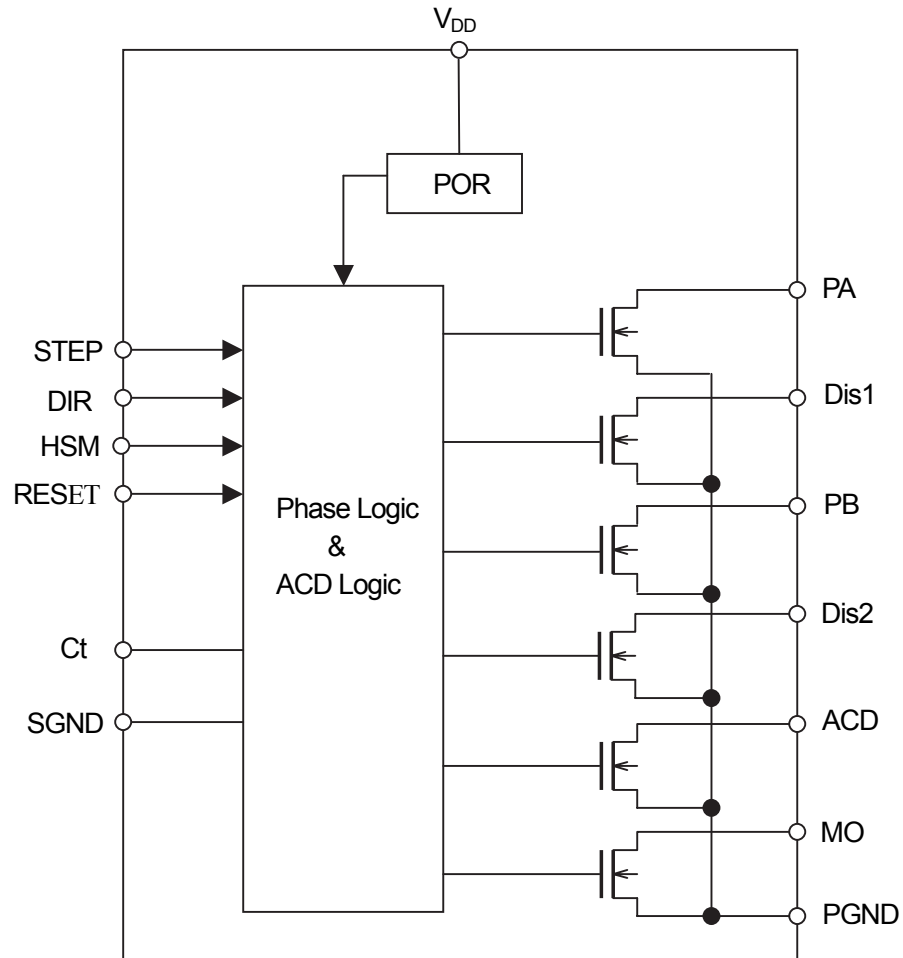 VDD
POR
PA
STEP
DIR
Dis1
HSM
RESET
PB
Phase Logic
&
ACD Logic
Dis2
Ct
SGND
ACD
MO
PGND